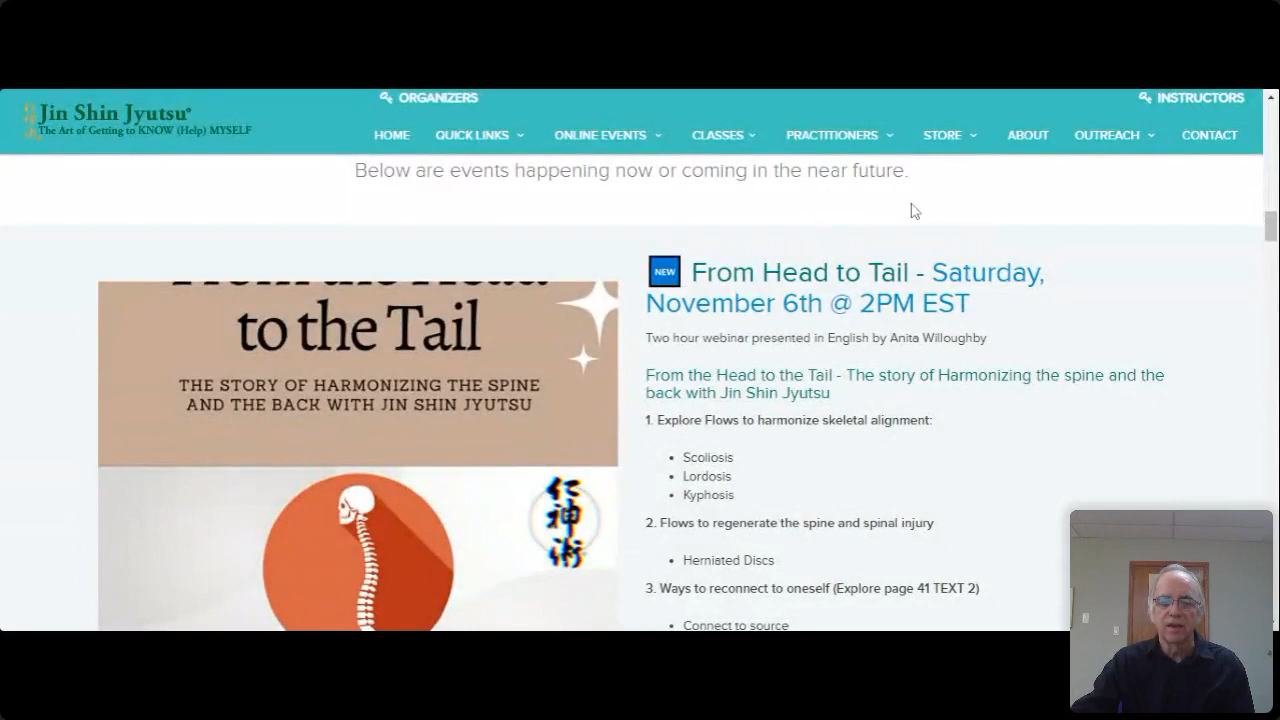 ORGANIZERS
INSTRUCTORS
Jin Shin Jyutsu®
The Art of Getting to KNOW (Help) MYSELF
HOME QUICK LINKS ONLINE EVENTS CLASSES PRACTITIONERS STORE ABOUT OUTREACH CONTACT
Below are events happening now or coming in the near future.
to the Tail
THE STORY OF HARMONIZING THE SPINE
AND THE BACK WITH JIN SHIN JYUTSU
仁
神
術
NEW From Head to Tail - Saturday,
November 6th @ 2PM EST
Two hour webinar presented in English by Anita Willoughby
From the Head to the Tail - The story of Harmonizing the spine and the
back with Jin Shin Jyutsu
1. Explore Flows to harmonize skeletal alignment:
• Scoliosis
• Lordosis
• Kyphosis
2. Flows to regenerate the spine and spinal injury
• Herniated Discs
3. Ways to reconnect to oneself (Explore page 41 TEXT 2)
• Connect to source